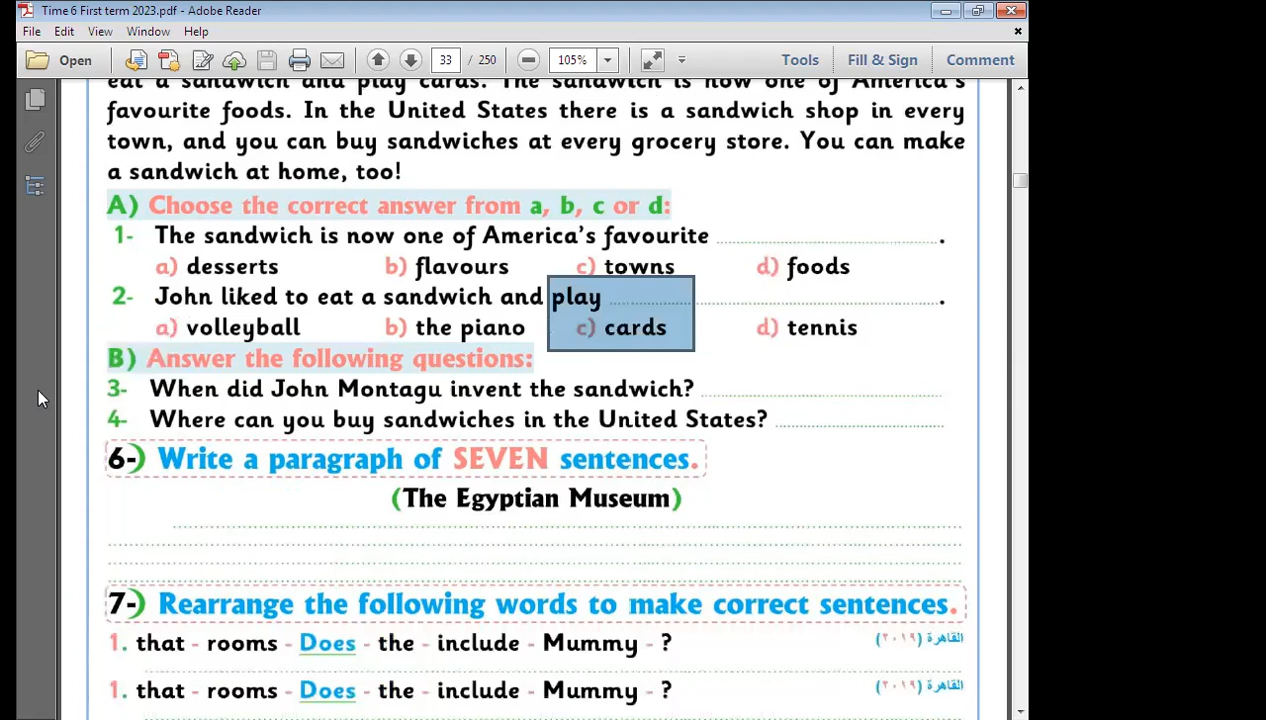 Time 6 First term 2023.pdf - Adobe Reader
File Edit View Window Help
Open 33 / 250 105% Tools Fill & Sign Comment
eat a sandwich and play cards. The sandwich is now one of America's
favourite foods. In the United States there is a sandwich shop in every
town, and you can buy sandwiches at every grocery store. You can make
a sandwich at home, too!
A) Choose the correct answer from a, b, c or d:
1- The sandwich is now one of America's favourite ........................ .
a) desserts b) flavours c) towns d) foods
2- John liked to eat a sandwich and play ........................ .
a) volleyball b) the piano c) cards d) tennis
B) Answer the following questions:
3- When did John Montagu invent the sandwich? ........................
4- Where can you buy sandwiches in the United States? ........................
6-) Write a paragraph of SEVEN sentences.
(The Egyptian Museum)
7-) Rearrange the following words to make correct sentences.
1. that - rooms - Does - the - include - Mummy - ? القاهرة (٢٠١٩)
1. that - rooms - Does - the - include - Mummy - ? القاهرة (٢٠١٩)